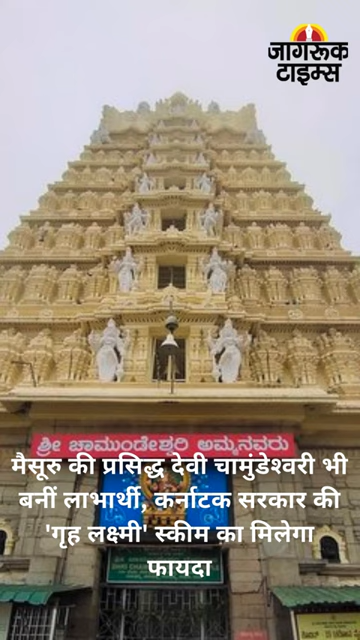 जागरूक
टाइम्स
ಶ್ರೀ ಚಾಮುಂಡೇಶ್ವರಿ ಅಮ್ಮನವರು
मैसूरु की प्रसिद्ध देवी चामुंडेश्वरी भी
बनीं लाभार्थी, कर्नाटक सरकार की
'गृह लक्ष्मी' स्कीम का मिलेगा
फायदा